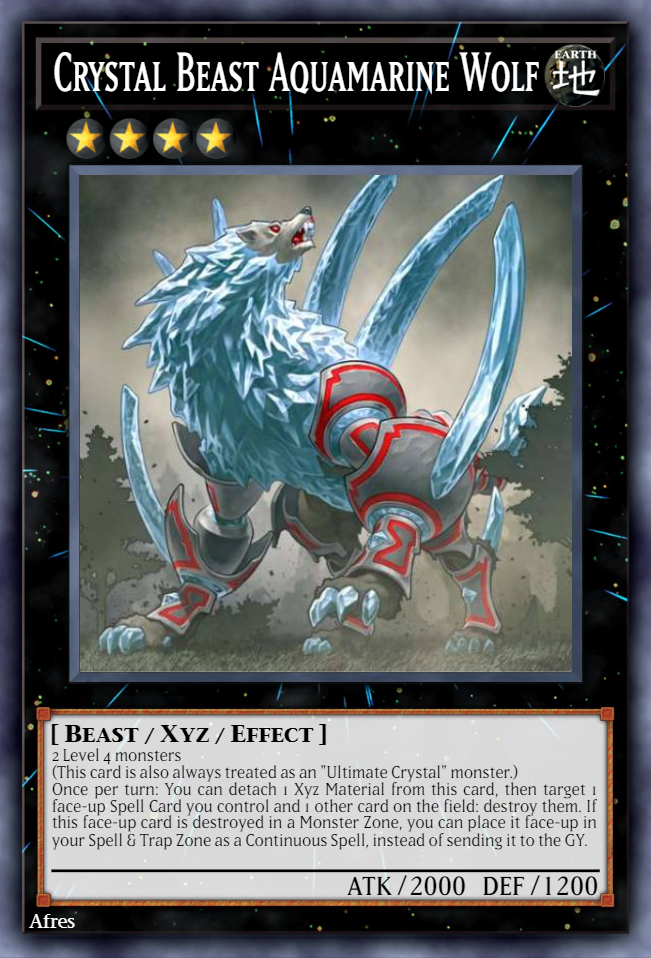 Crystal Beast Aquamarine Wolf
EARTH
地
[ Beast / Xyz / Effect ]
2 Level 4 monsters
(This card is also always treated as an "Ultimate Crystal" monster.)
Once per turn: You can detach 1 Xyz Material from this card, then target 1
face-up Spell Card you control and 1 other card on the field: destroy them. If
this face-up card is destroyed in a Monster Zone, you can place it face-up in
your Spell & Trap Zone as a Continuous Spell, instead of sending it to the GY.
ATK / 2000 DEF / 1200
Afres